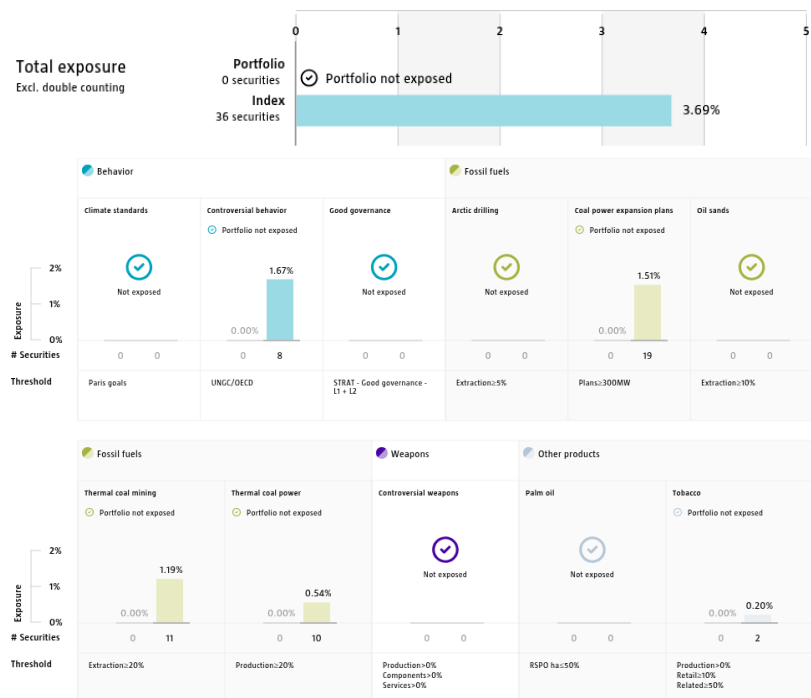 0 1 2 3 4 5
Total exposure
Excl. double counting
Portfolio
0 securities
Portfolio not exposed
Index
36 securities
3.69%
Behavior
Fossil fuels
Climate standards
Controversial behavior
Good governance
Arctic drilling
Coal power expansion plans
Oil sands
Portfolio not exposed
Portfolio not exposed
Exposure
2%
1%
0%
Not exposed
0.00% 1.67%
Not exposed
Not exposed
0.00% 1.51%
Not exposed
# Securities 0 0 0 8 0 0 0 0 0 19 0 0
Threshold
Paris goals
UNGC/OECD
STRAT - Good governance -
L1 + L2
Extraction≥5%
Plans≥300MW
Extraction≥10%
Fossil fuels
Weapons
Other products
Thermal coal mining
Thermal coal power
Controversial weapons
Palm oil
Tobacco
Portfolio not exposed
Portfolio not exposed
Portfolio not exposed
Exposure
2%
1%
0%
0.00% 1.19%
0.00% 0.54%
Not exposed
Not exposed
0.00% 0.20%
# Securities 0 11 0 10 0 0 0 0 0 2
Threshold
Extraction≥20%
Production≥20%
Production>0%
Components>0%
Services>0%
RSPO ha≤50%
Production>0%
Retail≥10%
Related≥50%